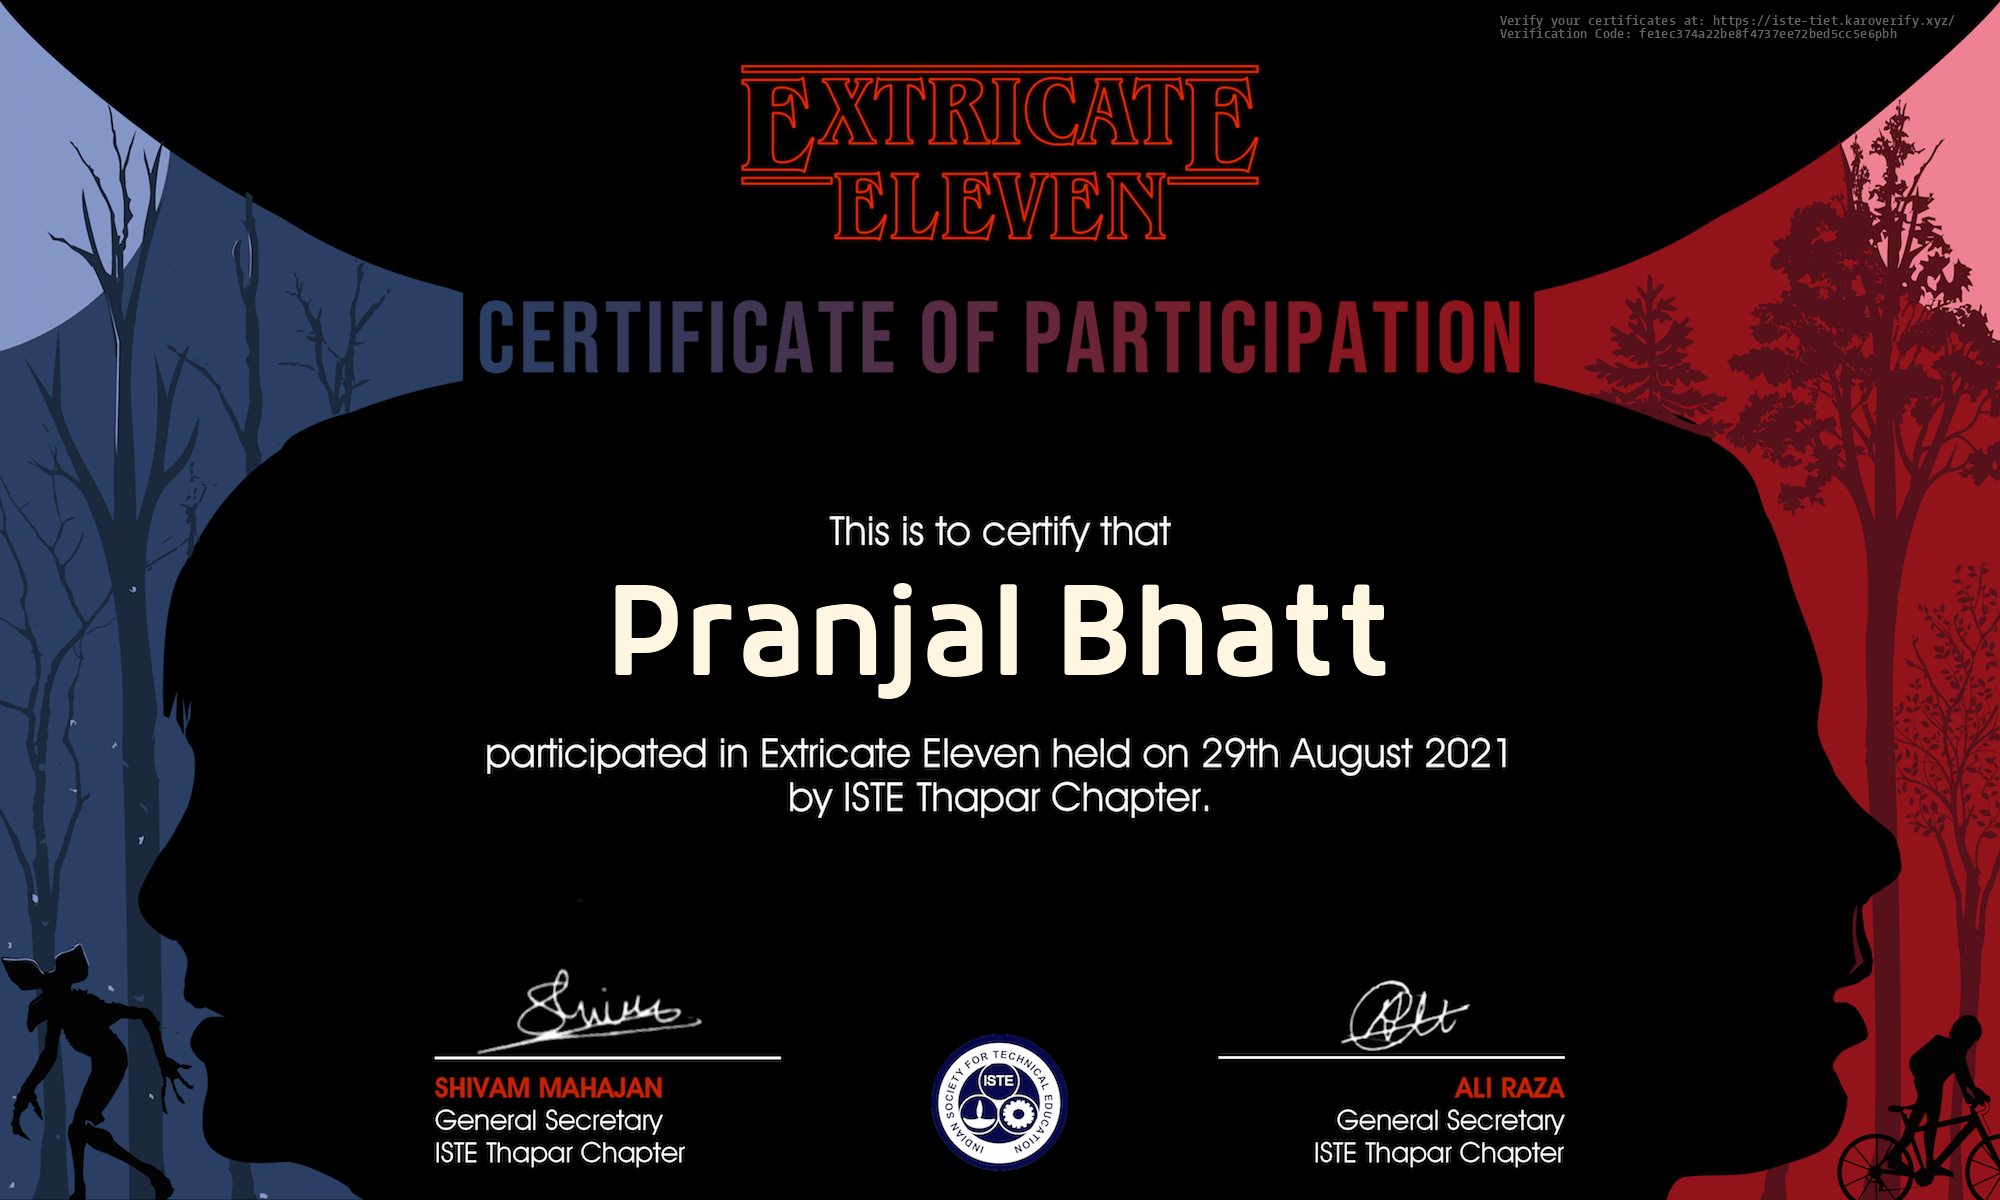 Verify your certificates at: https://iste-tiet.karoverify.xyz/
Verification Code: fe1ec374a22be8f4737ee72bed5cc5e6pbh
EXTRICATE
ELEVEN
CERTIFICATE OF PARTICIPATION
This is to certify that
Pranjal Bhatt
participated in Extricate Eleven held on 29th August 2021
by ISTE Thapar Chapter.
SHIVAM MAHAJAN
General Secretary
ISTE Thapar Chapter
INDIAN SOCIETY FOR TECHNICAL EDUCATION
ISTE
ALI RAZA
General Secretary
ISTE Thapar Chapter